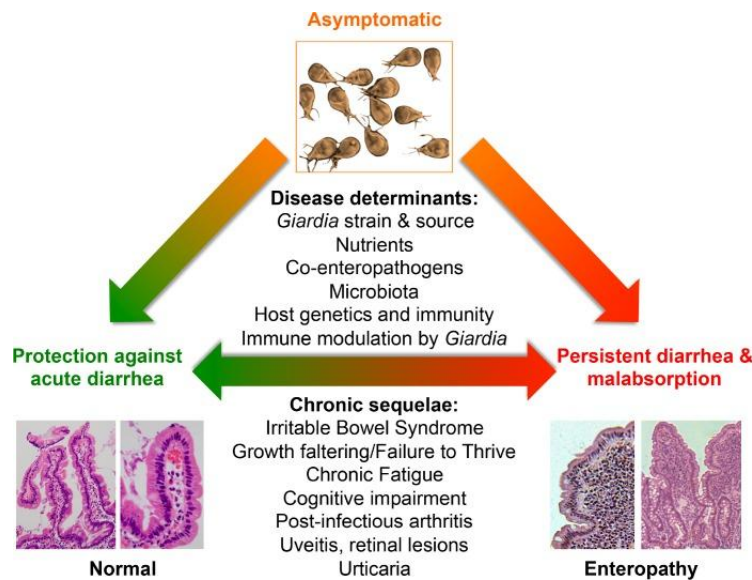 Asymptomatic
Disease determinants:
Giardia strain & source
Nutrients
Co-enteropathogens
Microbiota
Host genetics and immunity
Immune modulation by Giardia
Protection against
acute diarrhea
Persistent diarrhea &
malabsorption
Chronic sequelae:
Irritable Bowel Syndrome
Growth faltering/Failure to Thrive
Chronic Fatigue
Cognitive impairment
Post-infectious arthritis
Uveitis, retinal lesions
Urticaria
Normal
Enteropathy